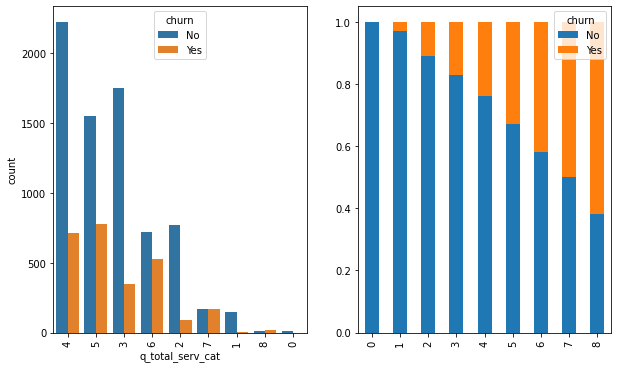 churn
No
Yes
2000
1500
1000
500
0
count
4 5 3 6 2 7 1 8 0
q_total_serv_cat
churn
No
Yes
1.0
0.8
0.6
0.4
0.2
0.0
0 1 2 3 4 5 6 7 8